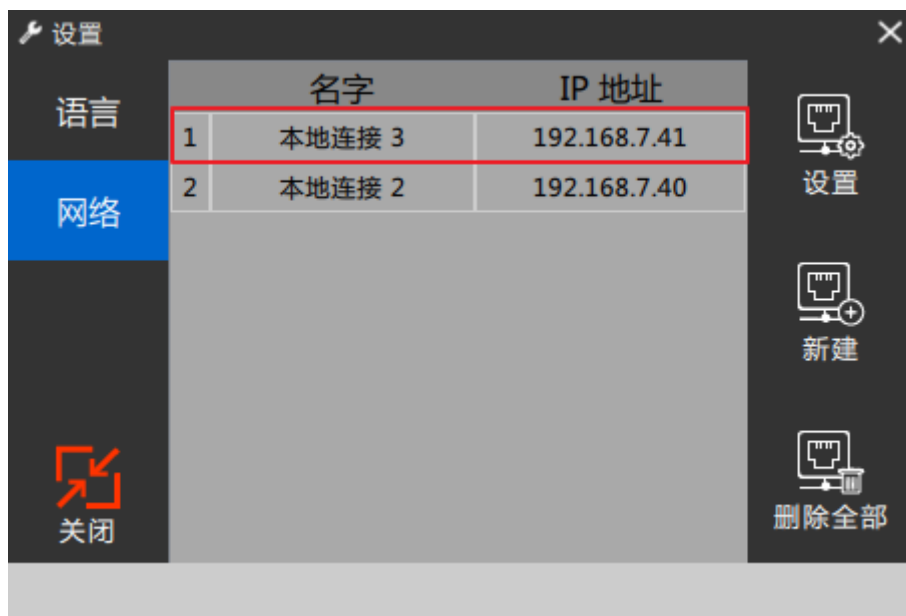 设置
语言
网络
关闭
名字 IP 地址
1 本地连接 3 192.168.7.41
2 本地连接 2 192.168.7.40
设置
新建
删除全部